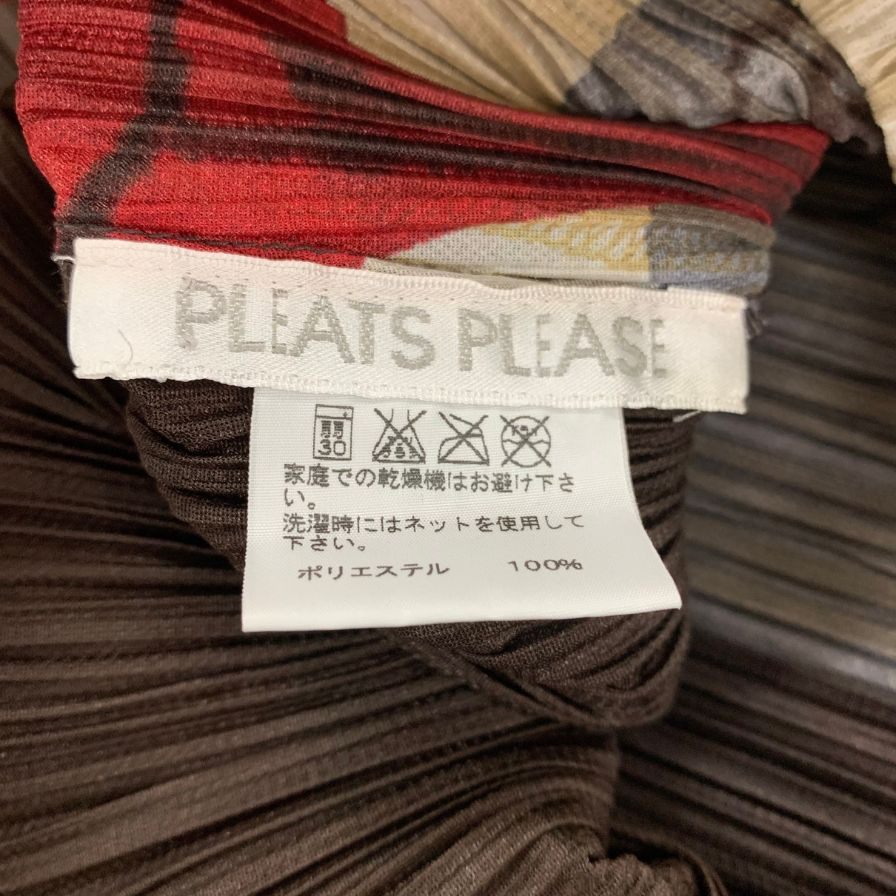 PLEATS PLEASE
弱
30
家庭での乾燥機はお避け下さ
い。
洗濯時にはネットを使用して
下さい。
ポリエステル 100%